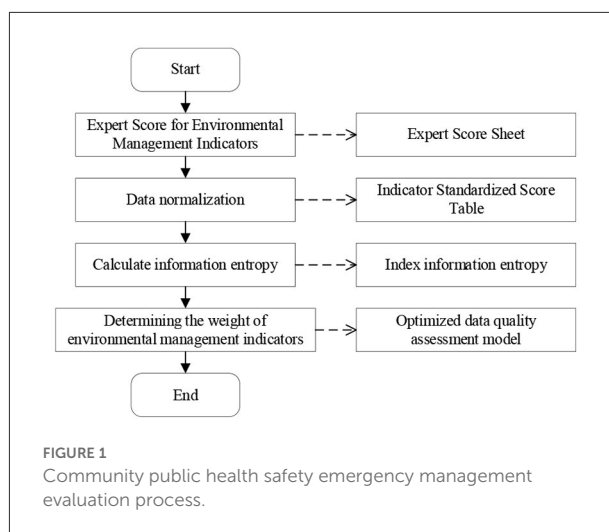 Start
Expert Score for Environmental
Management Indicators
Expert Score Sheet
Data normalization
Indicator Standardized Score
Table
Calculate information entropy
Index information entropy
Determining the weight of
environmental management indicators
Optimized data quality
assessment model
End
FIGURE 1
Community public health safety emergency management
evaluation process.